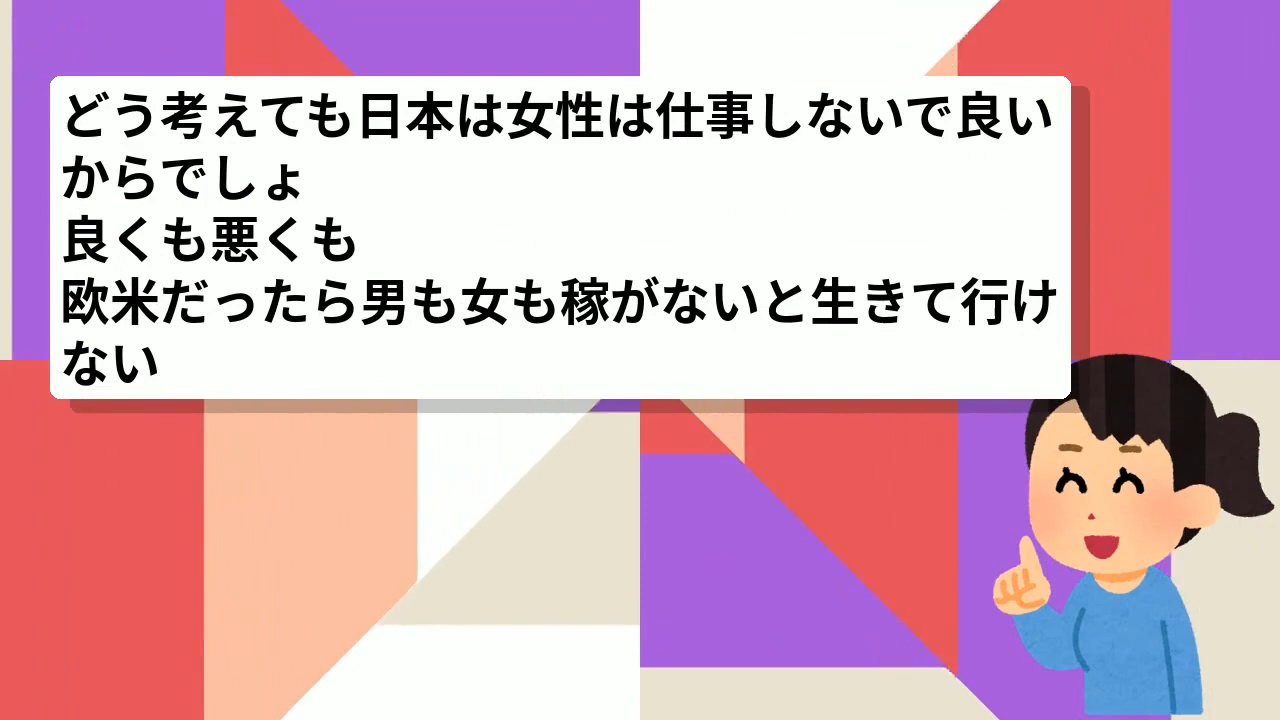 どう考えても日本は女性は仕事しないで良い
からでしょ
良くも悪くも
欧米だったら男も女も稼がないと生きて行け
ない